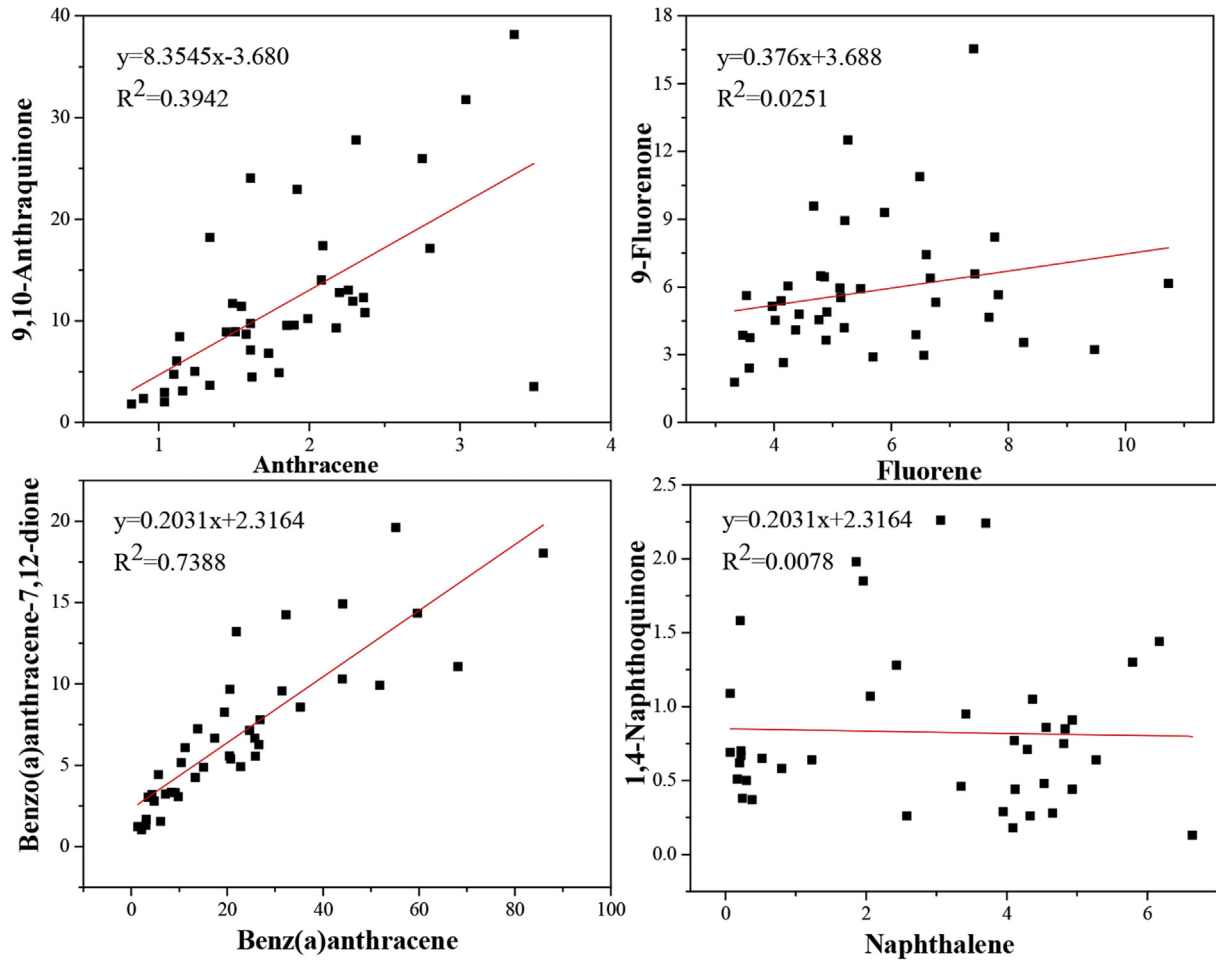 y=8.3545x-3.680
R²=0.3942
9,10-Anthraquinone
40
30
20
10
0
1
2
3
4
Anthracene
y=0.376x+3.688
R²=0.0251
9-Fluorenone
18
15
12
9
6
3
0
4
6
8
10
Fluorene
y=0.2031x+2.3164
R²=0.7388
Benzo(a)anthracene-7,12-dione
20
15
10
5
0
0
20
40
60
80
100
Benz(a)anthracene
y=0.2031x+2.3164
R²=0.0078
1,4-Naphthoquinone
2.5
2.0
1.5
1.0
0.5
0.0
0
2
4
6
Naphthalene